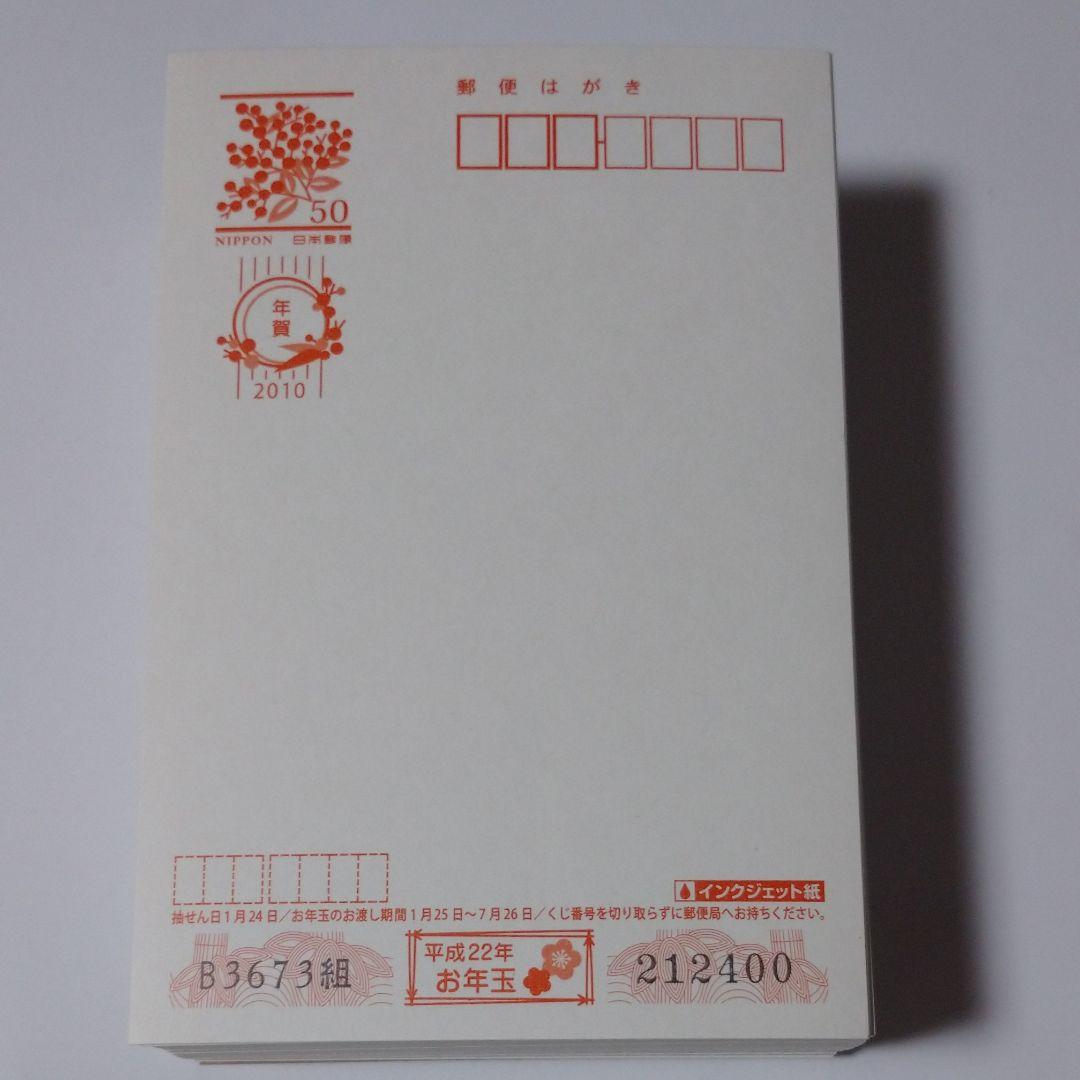 郵便はがき
50
NIPPON 日本郵便
年賀
2010
インクジェット紙
抽せん日1月24日/お年玉のお渡し期間1月25日～7月26日/くじ番号を切り取らずに郵便局へお持ちください。
B3673組
平成22年
お年玉
212400